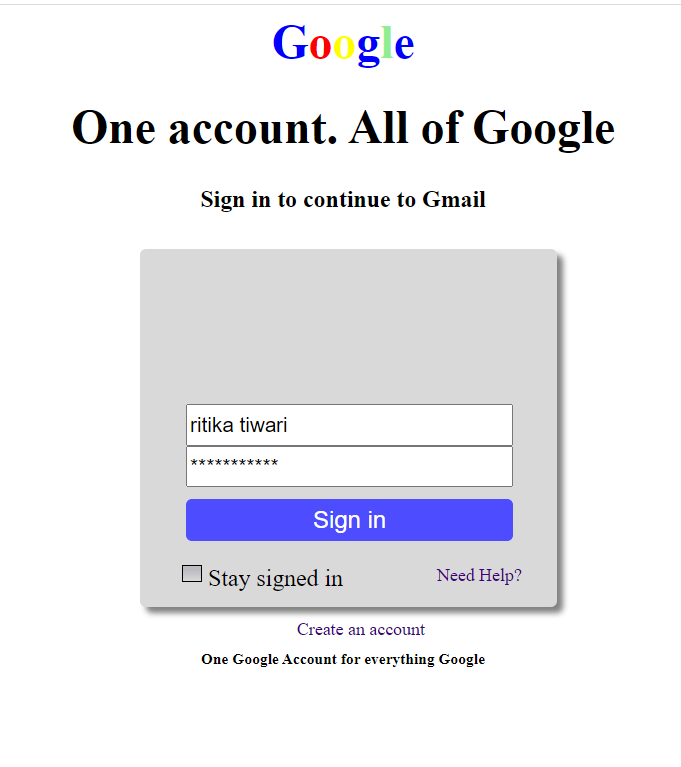 Google
One account. All of Google
Sign in to continue to Gmail
ritika tiwari
***********
Sign in
Stay signed in Need Help?
Create an account
One Google Account for everything Google